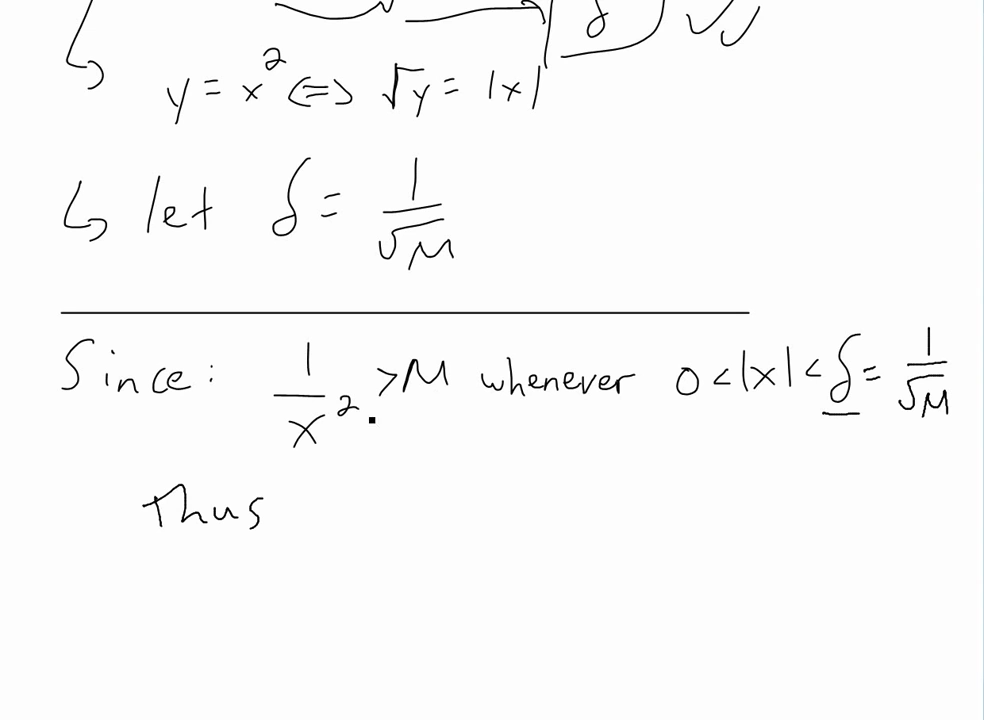 ↳ δ ✓✓
y = x² ⟺ √y = |x|
↳ let δ = 1/√M
Since: 1/x² > M whenever 0 < |x| < δ = 1/√M
Thus